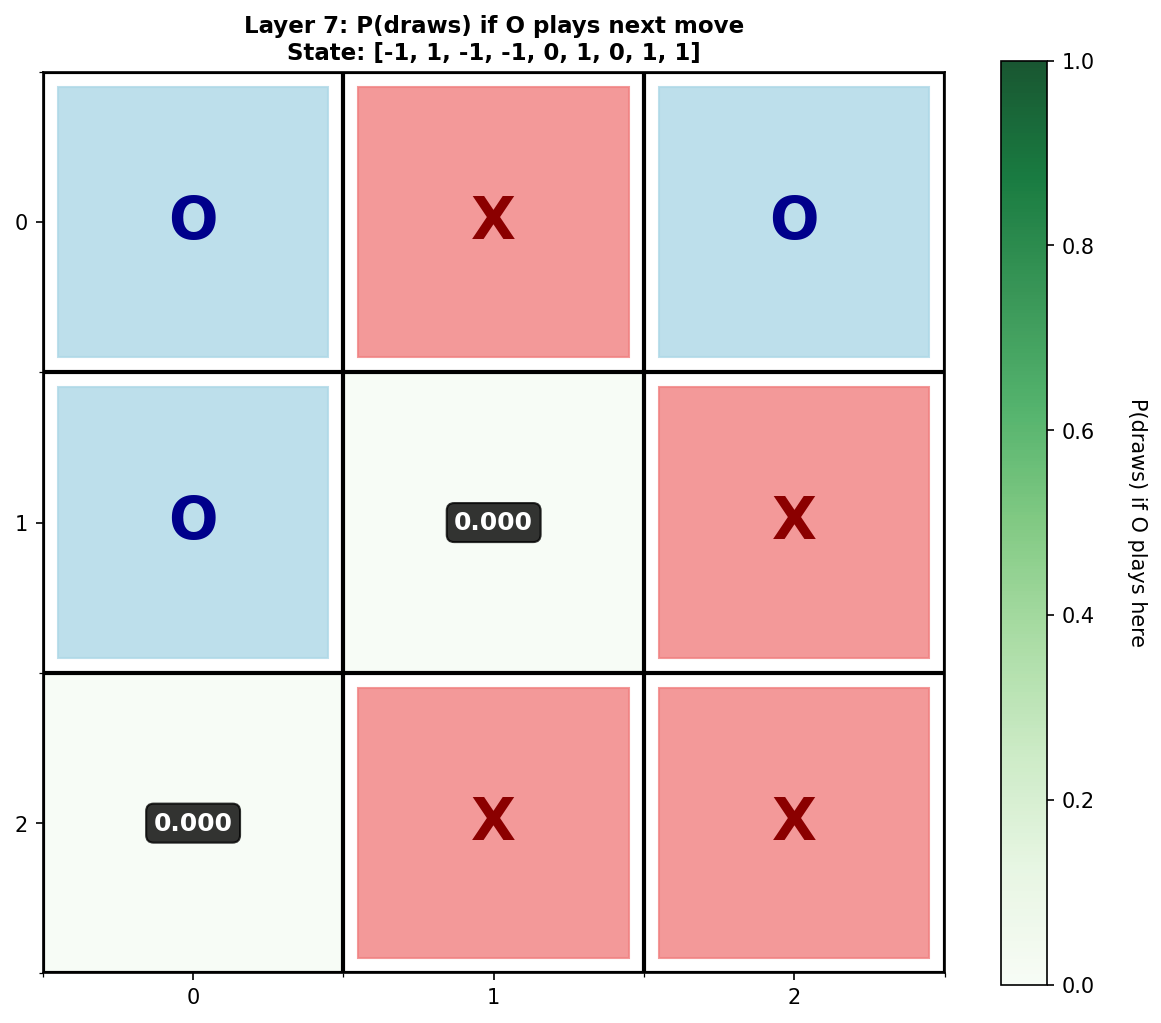 Layer 7: P(draws) if O plays next move
State: [-1, 1, -1, -1, 0, 1, 0, 1, 1]
1.0
0 O X O
0.8
0.6
P(draws) if O plays here
1 O 0.000 X
0.4
0.2
2 0.000 X X
0.0
0 1 2